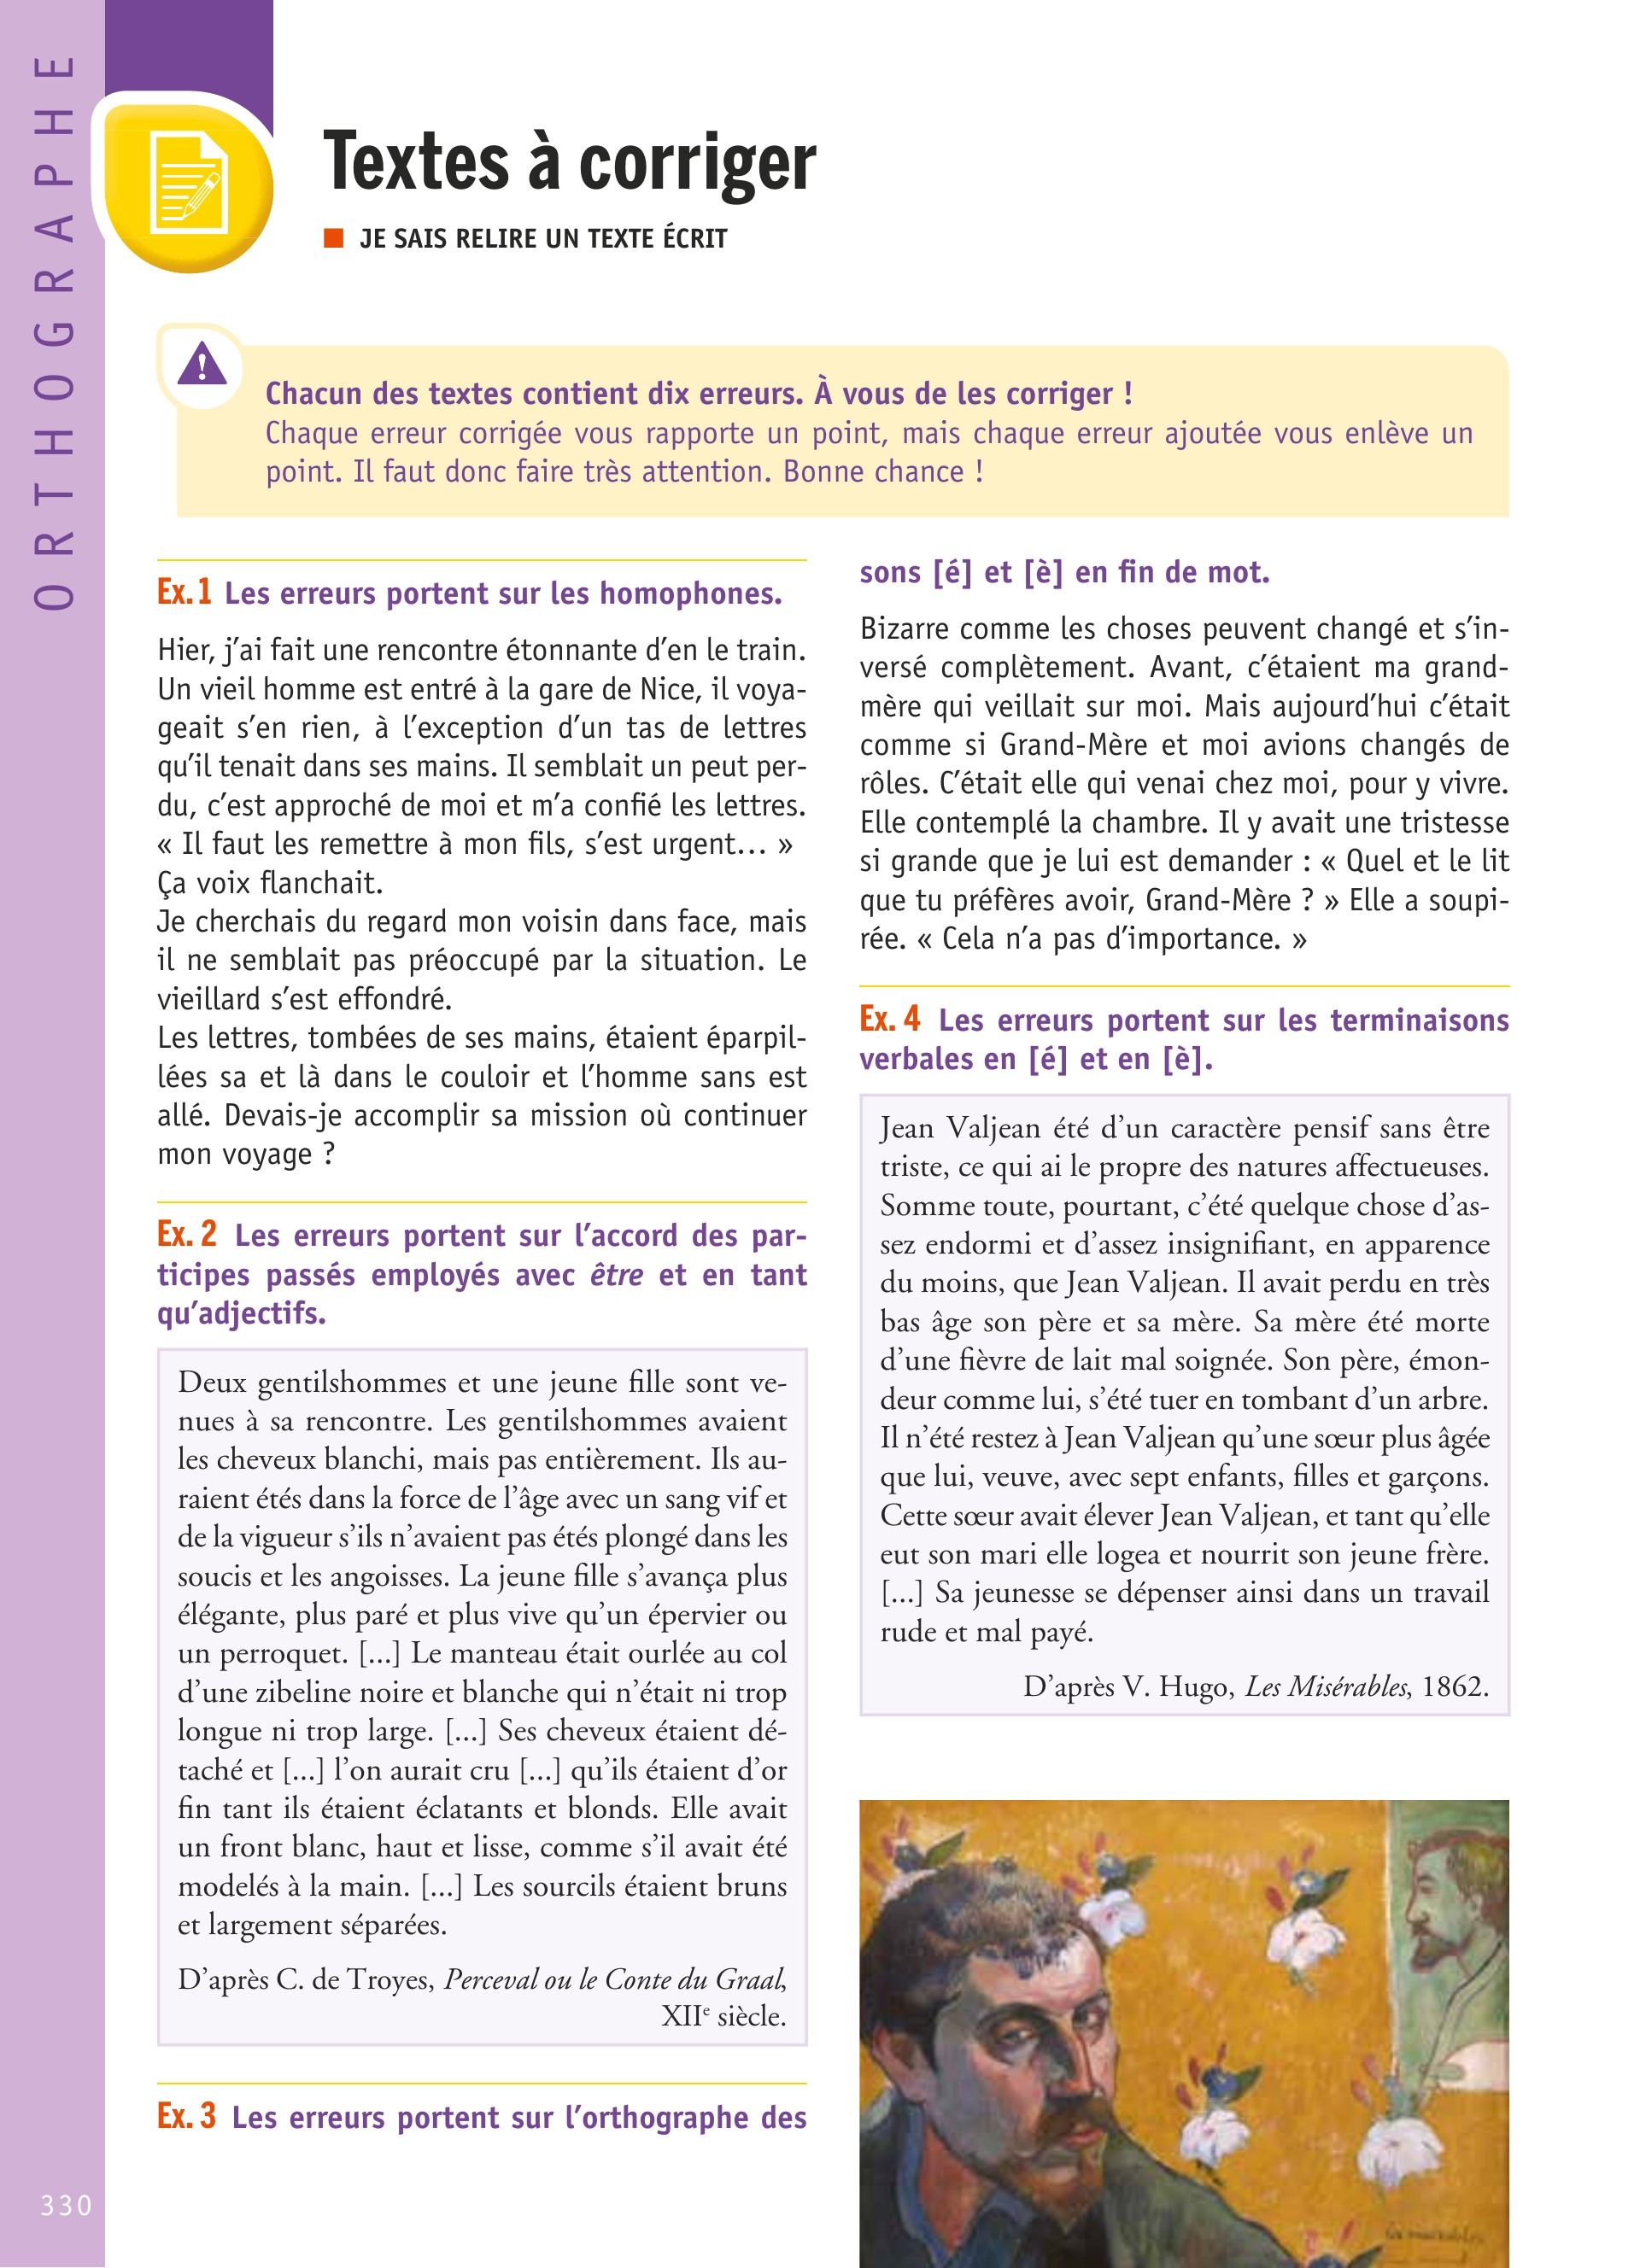 ORTHOGRAPHE
Textes à corriger
■ JE SAIS RELIRE UN TEXTE ÉCRIT
!
Chacun des textes contient dix erreurs. À vous de les corriger !
Chaque erreur corrigée vous rapporte un point, mais chaque erreur ajoutée vous enlève un
point. Il faut donc faire très attention. Bonne chance !
Ex. 1 Les erreurs portent sur les homophones.
Hier, j’ai fait une rencontre étonnante d’en le train.
Un vieil homme est entré à la gare de Nice, il voya-
geait s’en rien, à l’exception d’un tas de lettres
qu’il tenait dans ses mains. Il semblait un peut per-
du, c’est approché de moi et m’a confié les lettres.
« Il faut les remettre à mon fils, s’est urgent… »
Ça voix flanchait.
Je cherchais du regard mon voisin dans face, mais
il ne semblait pas préoccupé par la situation. Le
vieillard s’est effondré.
Les lettres, tombées de ses mains, étaient éparpil-
lées sa et là dans le couloir et l’homme sans est
allé. Devais-je accomplir sa mission où continuer
mon voyage ?
Ex. 2 Les erreurs portent sur l’accord des par-
ticipes passés employés avec être et en tant
qu’adjectifs.
Deux gentilshommes et une jeune fille sont ve-
nues à sa rencontre. Les gentilshommes avaient
les cheveux blanchi, mais pas entièrement. Ils au-
raient étés dans la force de l’âge avec un sang vif et
de la vigueur s’ils n’avaient pas étés plongé dans les
soucis et les angoisses. La jeune fille s’avança plus
élégante, plus paré et plus vive qu’un épervier ou
un perroquet. [...] Le manteau était ourlée au col
d’une zibeline noire et blanche qui n’était ni trop
longue ni trop large. [...] Ses cheveux étaient dé-
taché et [...] l’on aurait cru [...] qu’ils étaient d’or
fin tant ils étaient éclatants et blonds. Elle avait
un front blanc, haut et lisse, comme s’il avait été
modelés à la main. [...] Les sourcils étaient bruns
et largement séparées.
D’après C. de Troyes, Perceval ou le Conte du Graal,
XIIe siècle.
Ex. 3 Les erreurs portent sur l’orthographe des
sons [é] et [è] en fin de mot.
Bizarre comme les choses peuvent changé et s’in-
versé complètement. Avant, c’étaient ma grand-
mère qui veillait sur moi. Mais aujourd’hui c’était
comme si Grand-Mère et moi avions changés de
rôles. C’était elle qui venai chez moi, pour y vivre.
Elle contemplé la chambre. Il y avait une tristesse
si grande que je lui est demander : « Quel et le lit
que tu préfères avoir, Grand-Mère ? » Elle a soupi-
rée. « Cela n’a pas d’importance. »
Ex. 4 Les erreurs portent sur les terminaisons
verbales en [é] et en [è].
Jean Valjean été d’un caractère pensif sans être
triste, ce qui ai le propre des natures affectueuses.
Somme toute, pourtant, c’été quelque chose d’as-
sez endormi et d’assez insignifiant, en apparence
du moins, que Jean Valjean. Il avait perdu en très
bas âge son père et sa mère. Sa mère été morte
d’une fièvre de lait mal soignée. Son père, émon-
deur comme lui, s’été tuer en tombant d’un arbre.
Il n’été restez à Jean Valjean qu’une sœur plus âgée
que lui, veuve, avec sept enfants, filles et garçons.
Cette sœur avait élever Jean Valjean, et tant qu’elle
eut son mari elle logea et nourrit son jeune frère.
[...] Sa jeunesse se dépenser ainsi dans un travail
rude et mal payé.
D’après V. Hugo, Les Misérables, 1862.
330